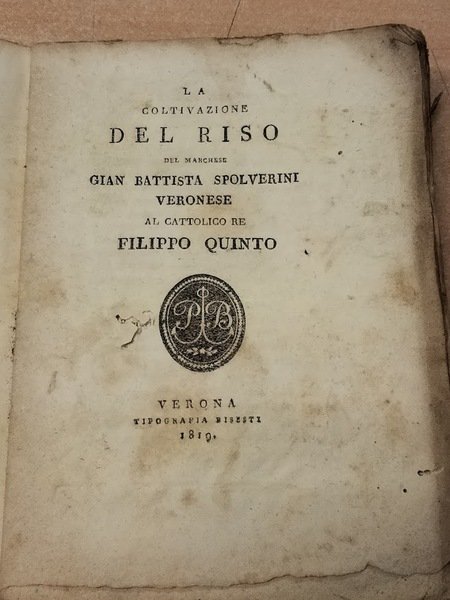 LA
COLTIVAZIONE
DEL RISO
DEL MARCHESE
GIAN BATTISTA SPOLVERINI
VERONESE
AL CATTOLICO RE
FILIPPO QUINTO
P B
VERONA
TIPOGRAFIA BISESTI
1819.